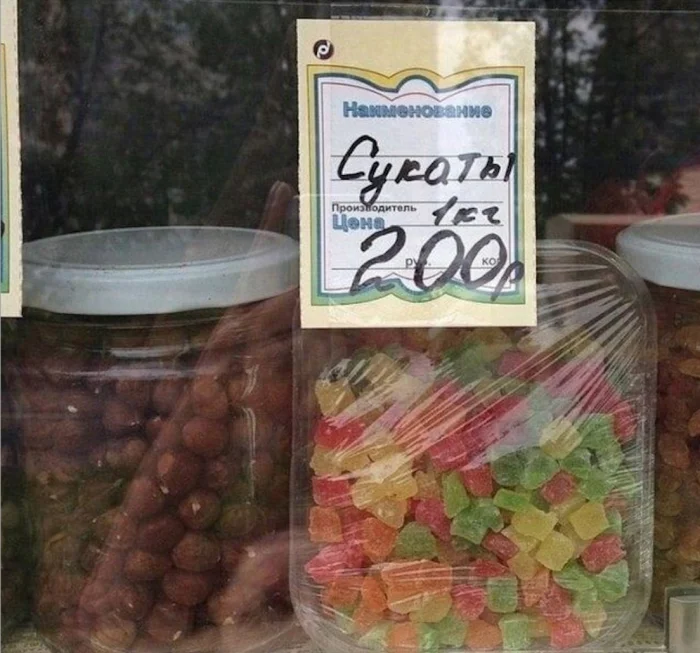 Наименование
Сукаты
Производитель 1кг
Цена
200р
руб. коп